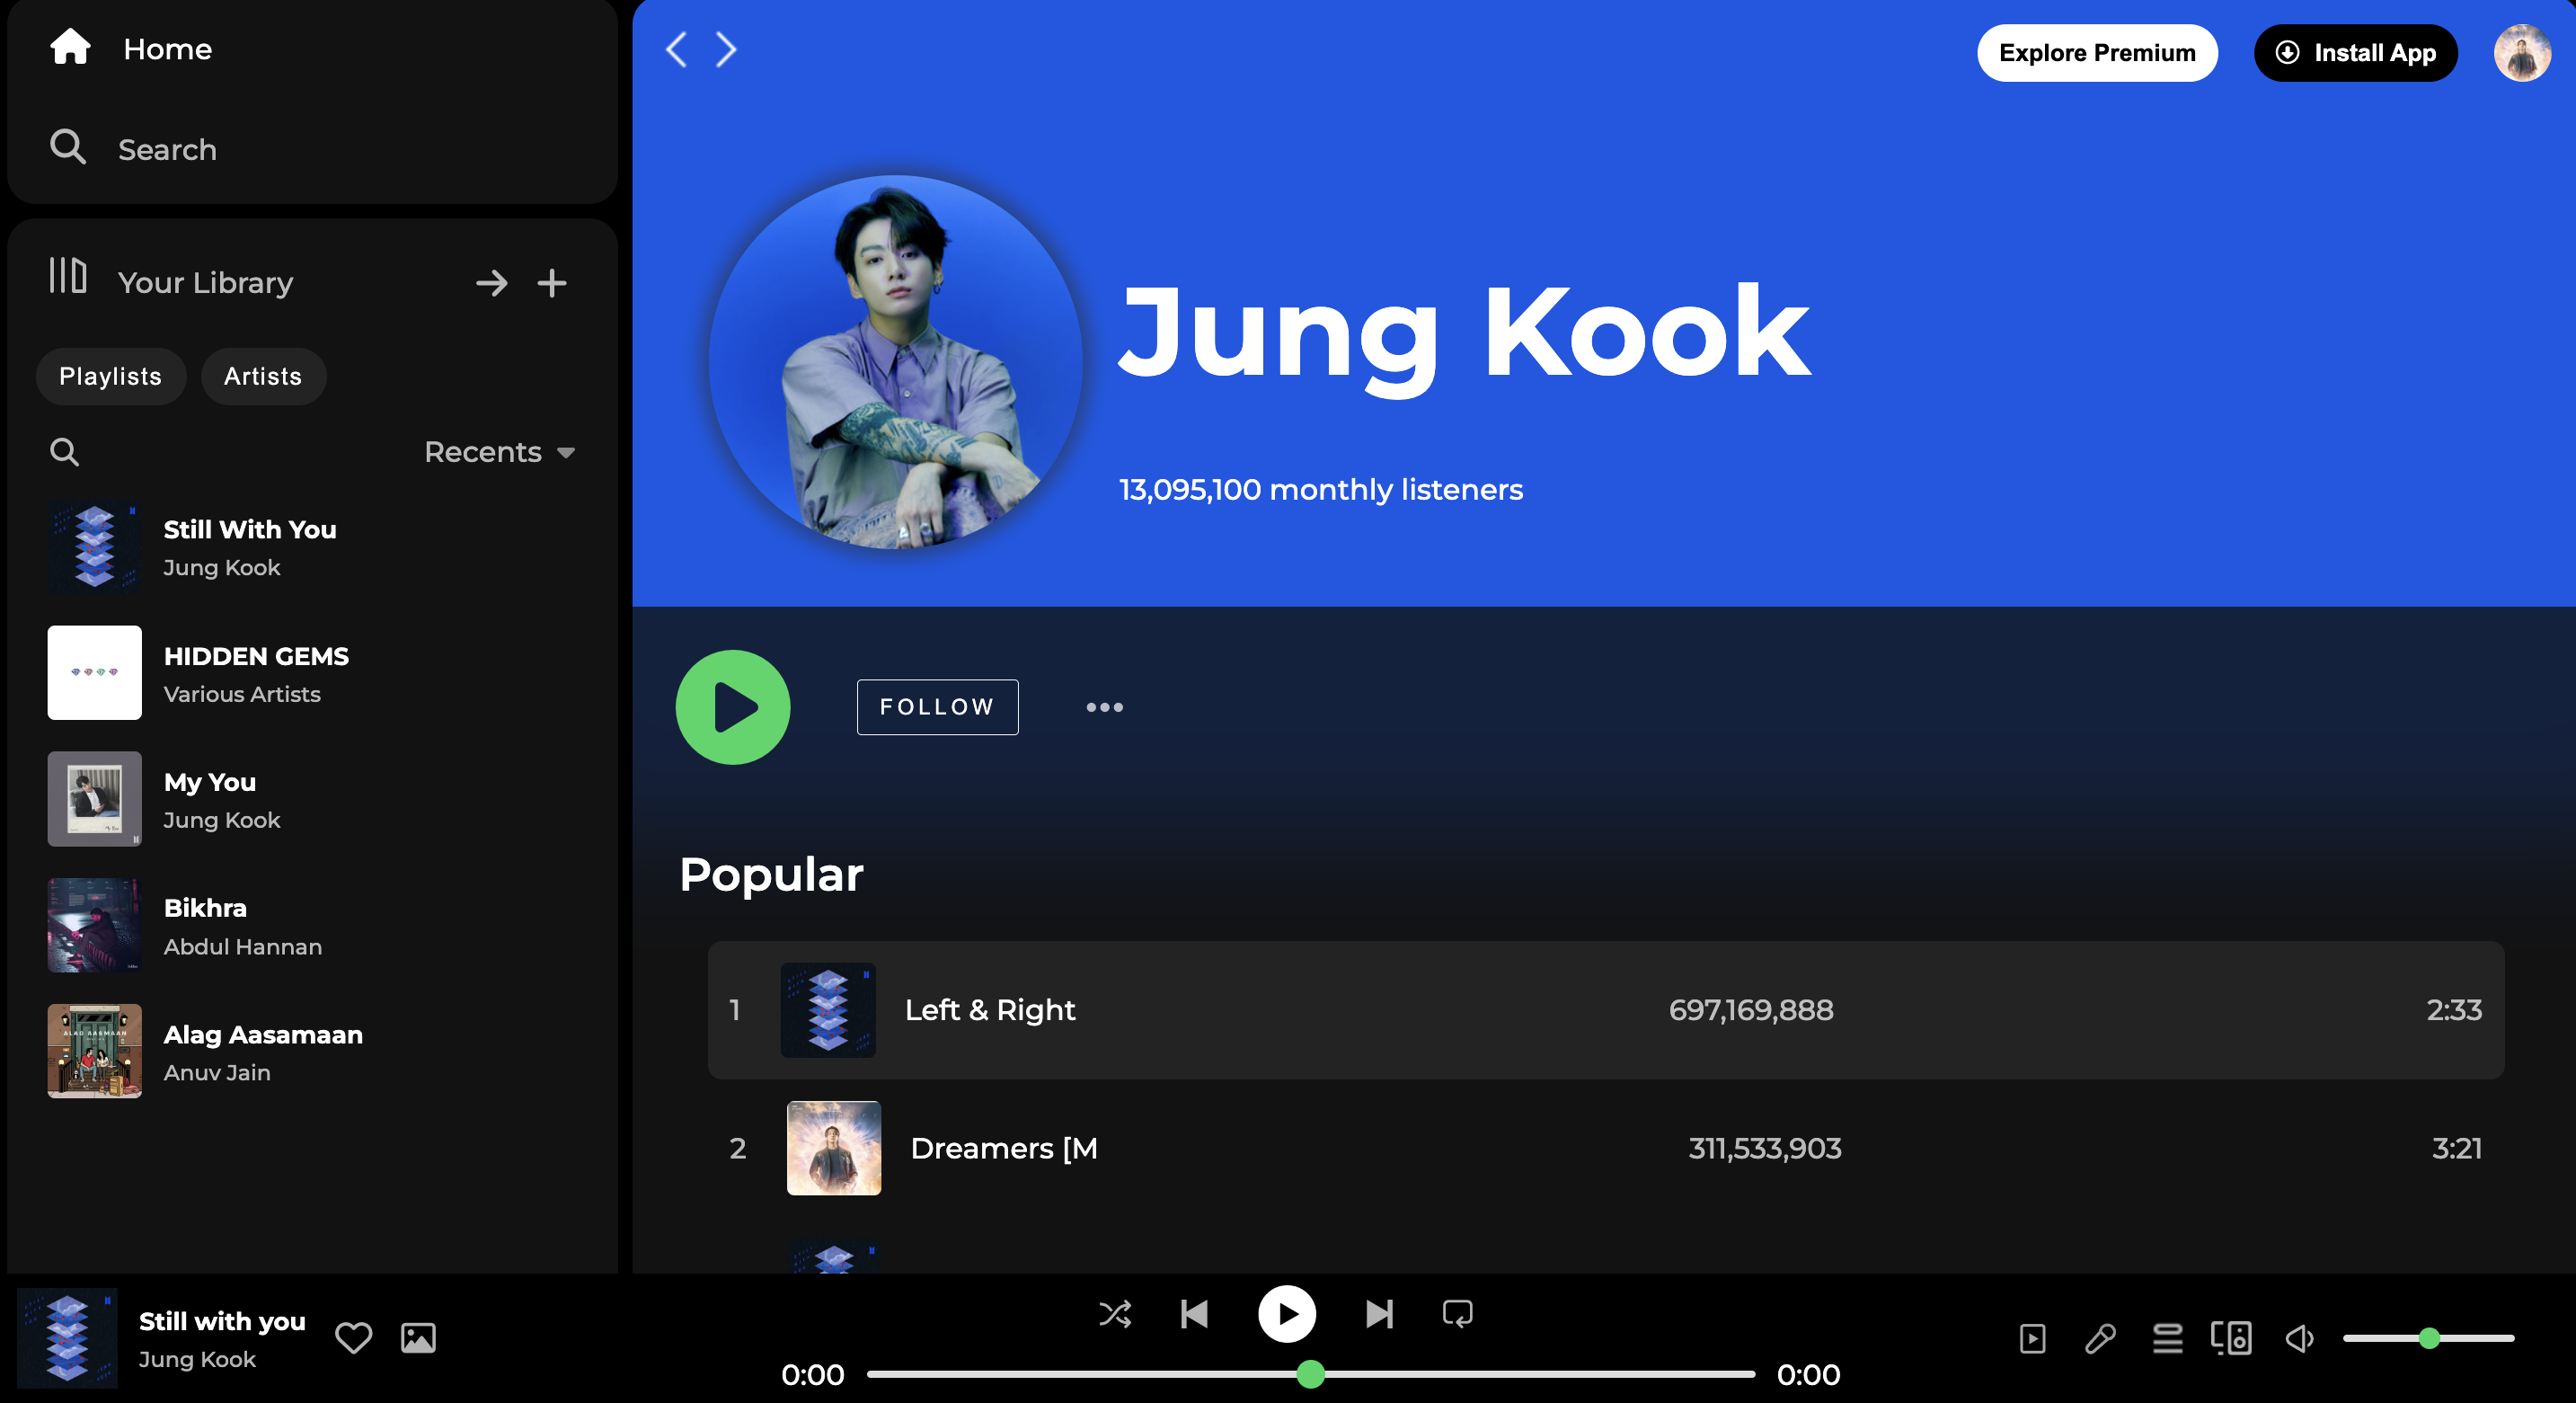 Home
Search
Your Library
Playlists
Artists
Recents
Still With You
Jung Kook
HIDDEN GEMS
Various Artists
My You
Jung Kook
Bikhra
Abdul Hannan
ALAG AASMAAN
Alag Aasamaan
Anuv Jain
Explore Premium
Install App
Jung Kook
13,095,100 monthly listeners
FOLLOW
Popular
1 Left & Right 697,169,888 2:33
2 Dreamers [M 311,533,903 3:21
Still with you
Jung Kook
0:00 0:00